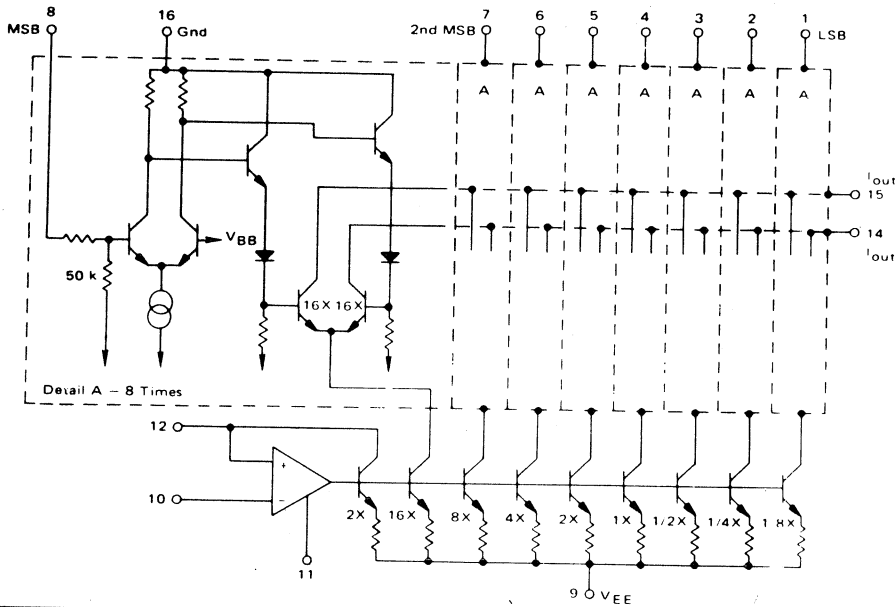 8
16
7
6
5
4
3
2
1
MSB
Gnd
2nd MSB
LSB
A
A
A
A
A
A
A
Iout
15
14
Iout
VBB
50 k
16X
16X
Detail A – 8 Times
12
10
11
2X
16X
8X
4X
2X
1X
1/2X
1/4X
1 8X
9
VEE